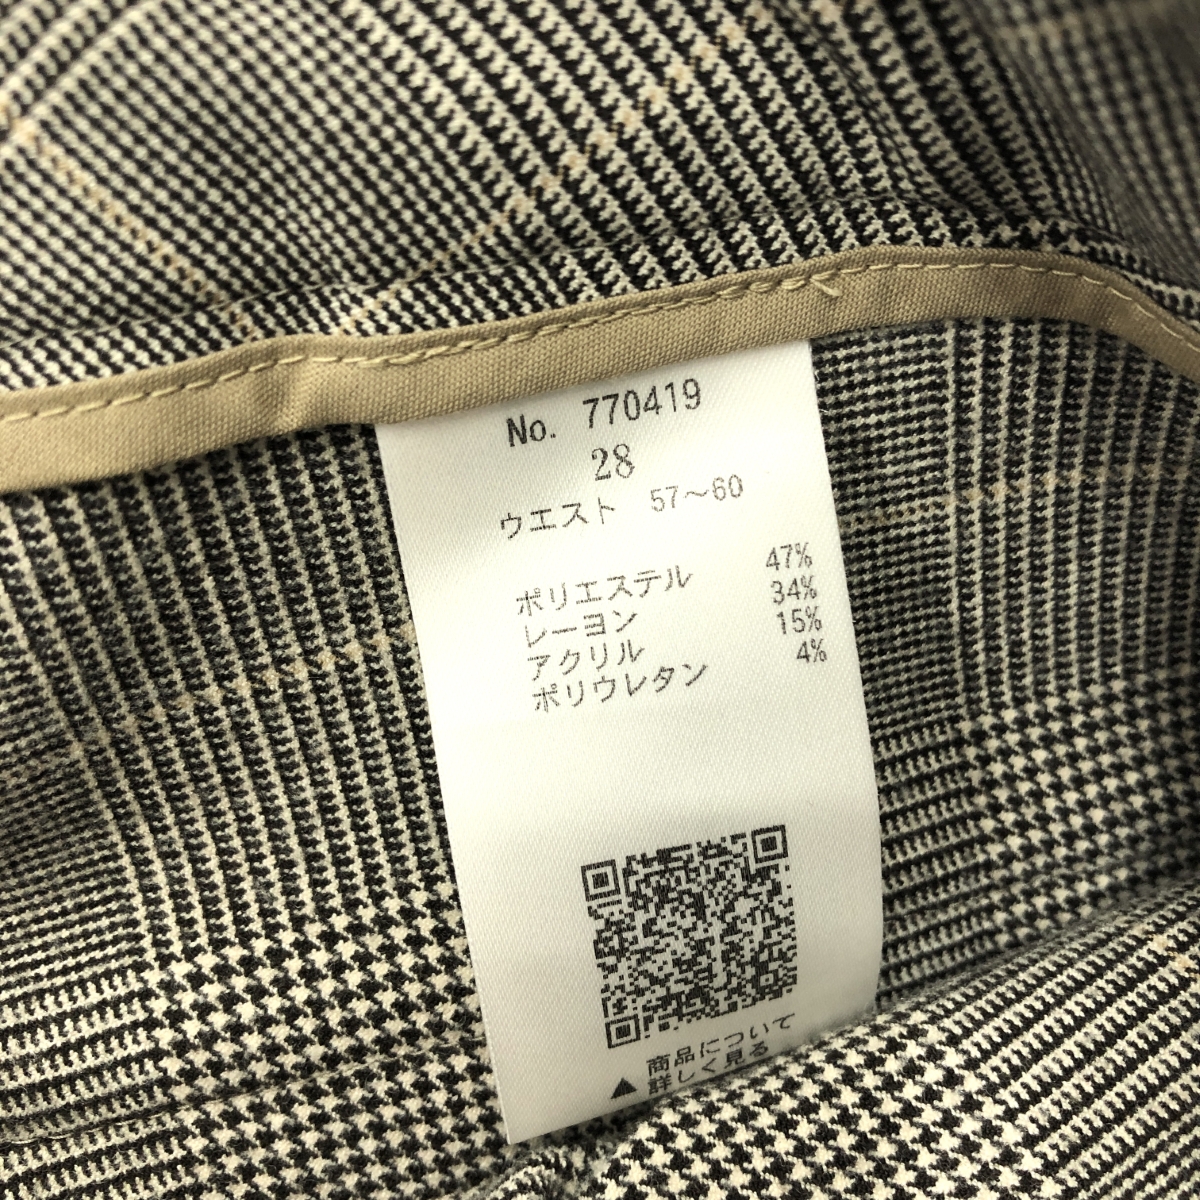 No. 770419
28
ウエスト 57～60
ポリエステル 47%
レーヨン 34%
アクリル 15%
ポリウレタン 4%
商品について
▲ 詳しく見る